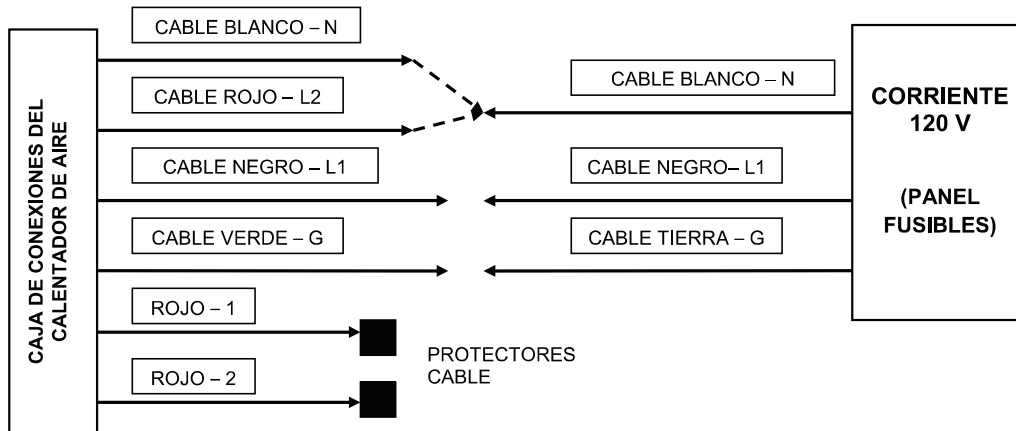 CAJA DE CONEXIONES DEL
CALENTADOR DE AIRE
CABLE BLANCO – N
CABLE ROJO – L2
CABLE NEGRO – L1
CABLE VERDE – G
ROJO – 1
ROJO – 2
PROTECTORES
CABLE
CABLE BLANCO – N
CABLE NEGRO– L1
CABLE TIERRA – G
CORRIENTE
120 V
(PANEL
FUSIBLES)